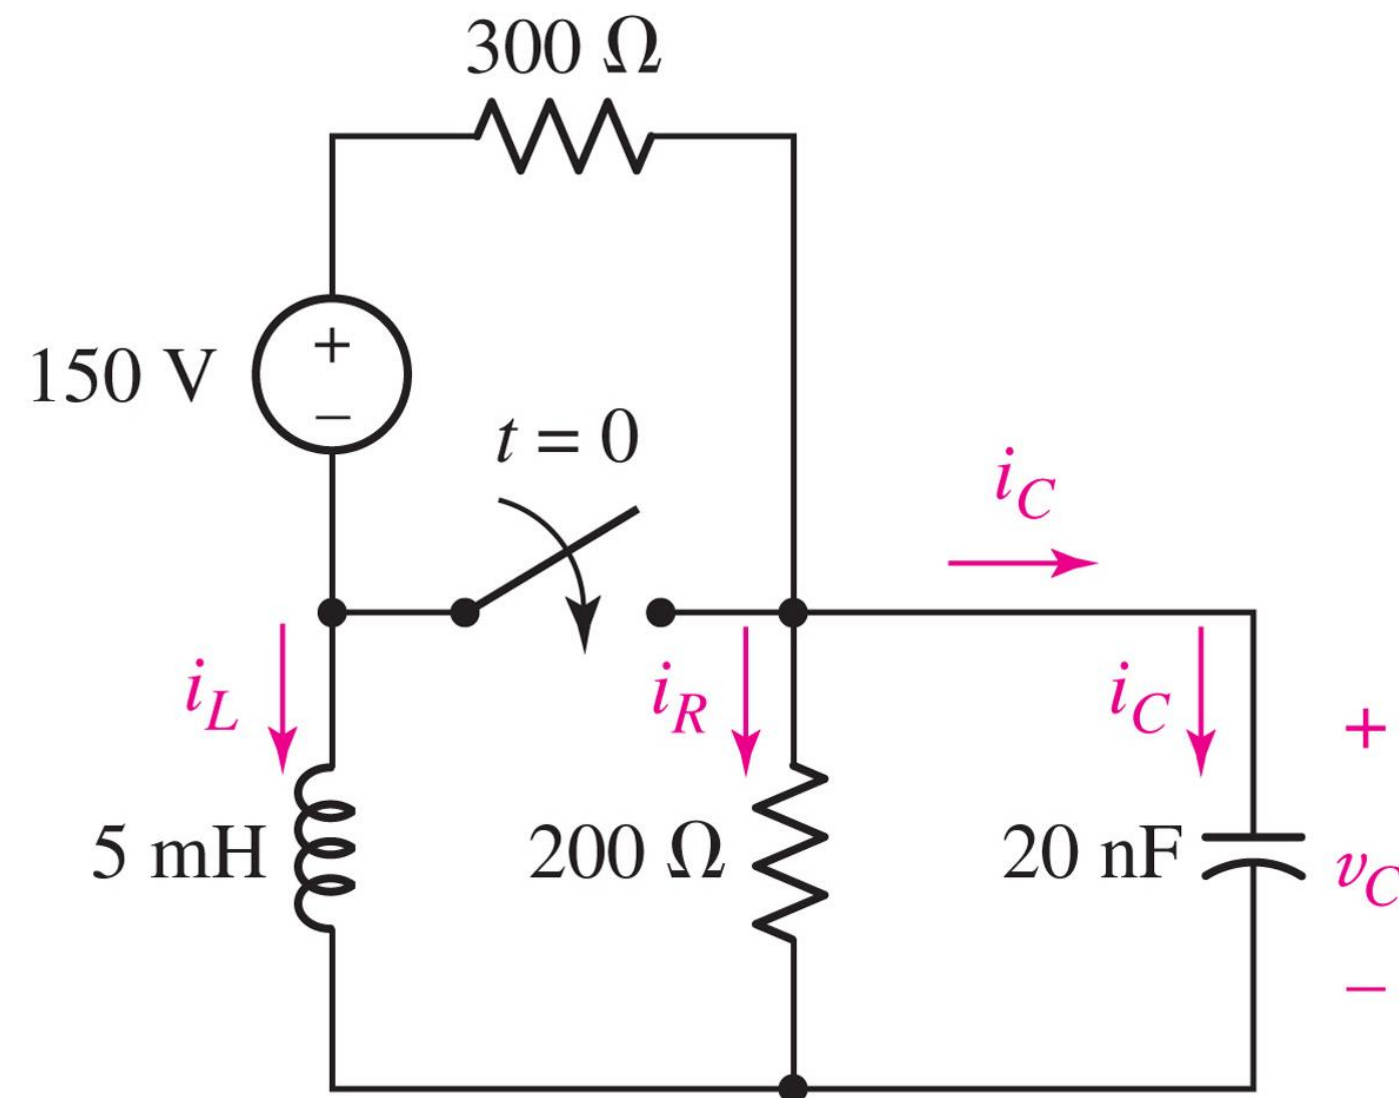 300 Ω
+
150 V
−
t = 0
i_C
i_L
i_R
i_C
+
5 mH
200 Ω
20 nF
v_C
−